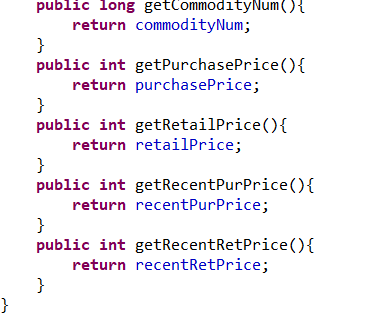 public long getCommodityNum(){
return commodityNum;
}
public int getPurchasePrice(){
return purchasePrice;
}
public int getRetailPrice(){
return retailPrice;
}
public int getRecentPurPrice(){
return recentPurPrice;
}
public int getRecentRetPrice(){
return recentRetPrice;
}
}